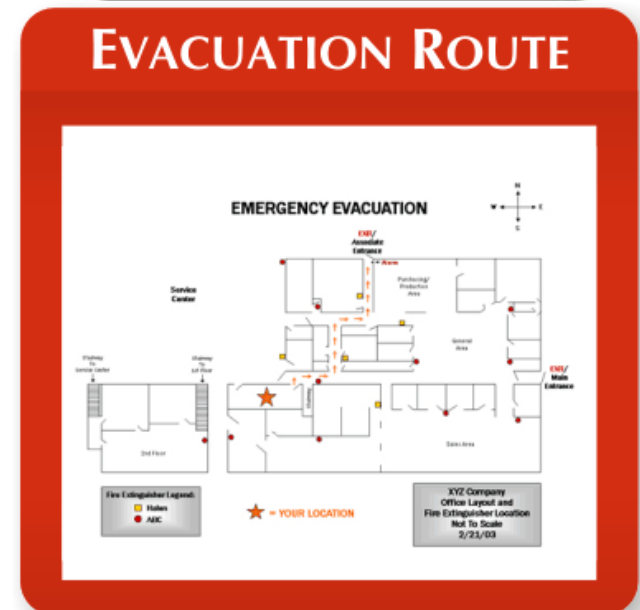 EVACUATION ROUTE
N
W E
S
EMERGENCY EVACUATION
EXIT/
Associate
Entrance
Alarm
Purchasing/
Production
Area
Service
Center
General
Area
Stairway
To
Service Center
Stairway
To
1st Floor
EXIT/
Main
Entrance
Stairway
2nd Floor
Sales Area
Fire Extinguisher Legend:
Halon
ABC
= YOUR LOCATION
XYZ Company
Office Layout and
Fire Extinguisher Location
Not To Scale
2/21/03